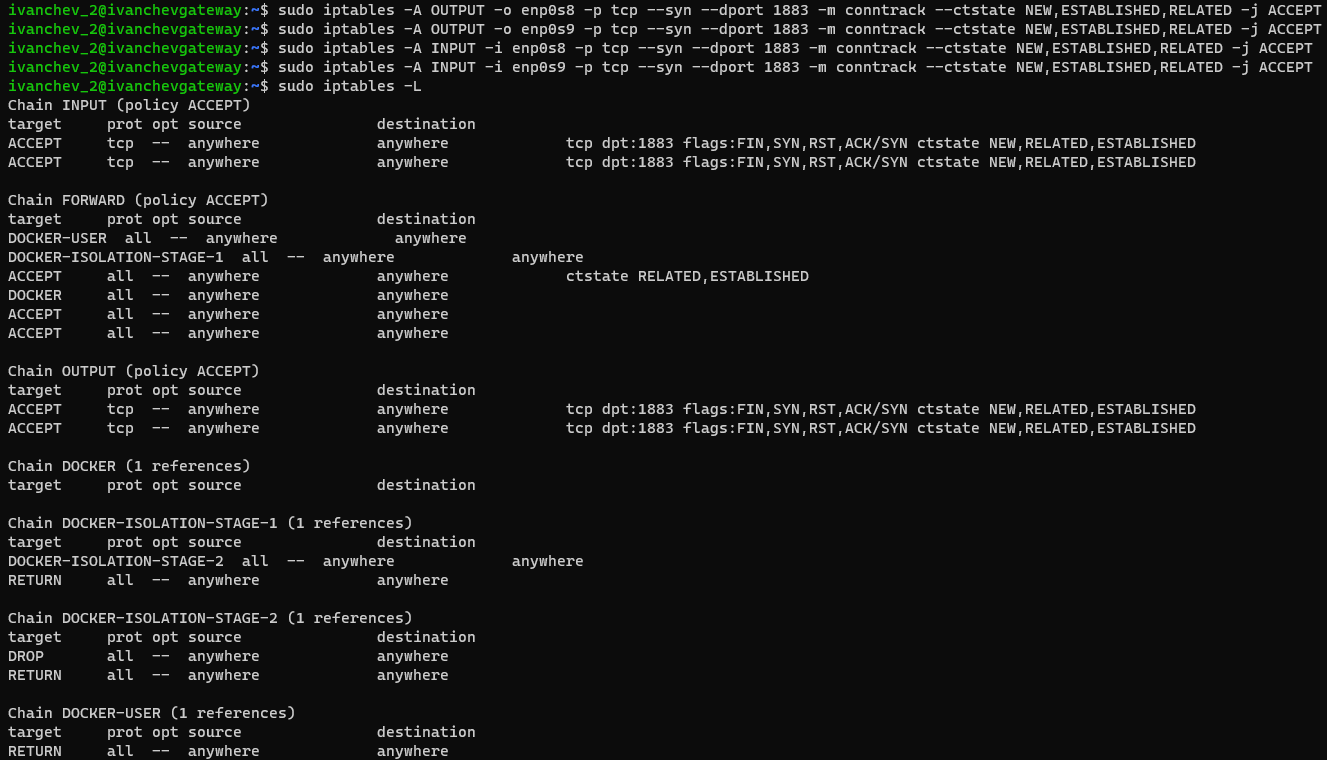 ivanchev_2@ivanchevgateway:~$ sudo iptables -A OUTPUT -o enp0s8 -p tcp --syn --dport 1883 -m conntrack --ctstate NEW,ESTABLISHED,RELATED -j ACCEPT
ivanchev_2@ivanchevgateway:~$ sudo iptables -A OUTPUT -o enp0s9 -p tcp --syn --dport 1883 -m conntrack --ctstate NEW,ESTABLISHED,RELATED -j ACCEPT
ivanchev_2@ivanchevgateway:~$ sudo iptables -A INPUT -i enp0s8 -p tcp --syn --dport 1883 -m conntrack --ctstate NEW,ESTABLISHED,RELATED -j ACCEPT
ivanchev_2@ivanchevgateway:~$ sudo iptables -A INPUT -i enp0s9 -p tcp --syn --dport 1883 -m conntrack --ctstate NEW,ESTABLISHED,RELATED -j ACCEPT
ivanchev_2@ivanchevgateway:~$ sudo iptables -L
Chain INPUT (policy ACCEPT)
target     prot opt source               destination
ACCEPT     tcp  --  anywhere             anywhere             tcp dpt:1883 flags:FIN,SYN,RST,ACK/SYN ctstate NEW,RELATED,ESTABLISHED
ACCEPT     tcp  --  anywhere             anywhere             tcp dpt:1883 flags:FIN,SYN,RST,ACK/SYN ctstate NEW,RELATED,ESTABLISHED

Chain FORWARD (policy ACCEPT)
target     prot opt source               destination
DOCKER-USER  all  --  anywhere             anywhere
DOCKER-ISOLATION-STAGE-1  all  --  anywhere             anywhere
ACCEPT     all  --  anywhere             anywhere             ctstate RELATED,ESTABLISHED
DOCKER     all  --  anywhere             anywhere
ACCEPT     all  --  anywhere             anywhere
ACCEPT     all  --  anywhere             anywhere

Chain OUTPUT (policy ACCEPT)
target     prot opt source               destination
ACCEPT     tcp  --  anywhere             anywhere             tcp dpt:1883 flags:FIN,SYN,RST,ACK/SYN ctstate NEW,RELATED,ESTABLISHED
ACCEPT     tcp  --  anywhere             anywhere             tcp dpt:1883 flags:FIN,SYN,RST,ACK/SYN ctstate NEW,RELATED,ESTABLISHED

Chain DOCKER (1 references)
target     prot opt source               destination

Chain DOCKER-ISOLATION-STAGE-1 (1 references)
target     prot opt source               destination
DOCKER-ISOLATION-STAGE-2  all  --  anywhere             anywhere
RETURN     all  --  anywhere             anywhere

Chain DOCKER-ISOLATION-STAGE-2 (1 references)
target     prot opt source               destination
DROP       all  --  anywhere             anywhere
RETURN     all  --  anywhere             anywhere

Chain DOCKER-USER (1 references)
target     prot opt source               destination
RETURN     all  --  anywhere             anywhere